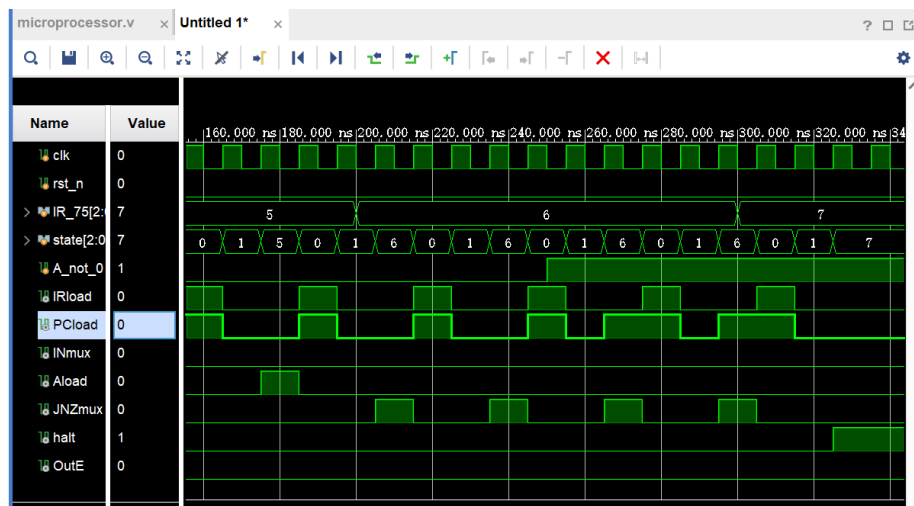 microprocessor.v × Untitled 1* ×
? 
Name Value
160.000 ns 180.000 ns 200.000 ns 220.000 ns 240.000 ns 260.000 ns 280.000 ns 300.000 ns 320.000 ns 34
clk 0
rst_n 0
> IR_75[2: 7 5 6 7
> state[2:0 7 0 1 5 0 1 6 0 1 6 0 1 6 0 1 6 0 1 7
A_not_0 1
IRload 0
PCload 0
INmux 0
Aload 0
JNZmux 0
halt 1
OutE 0